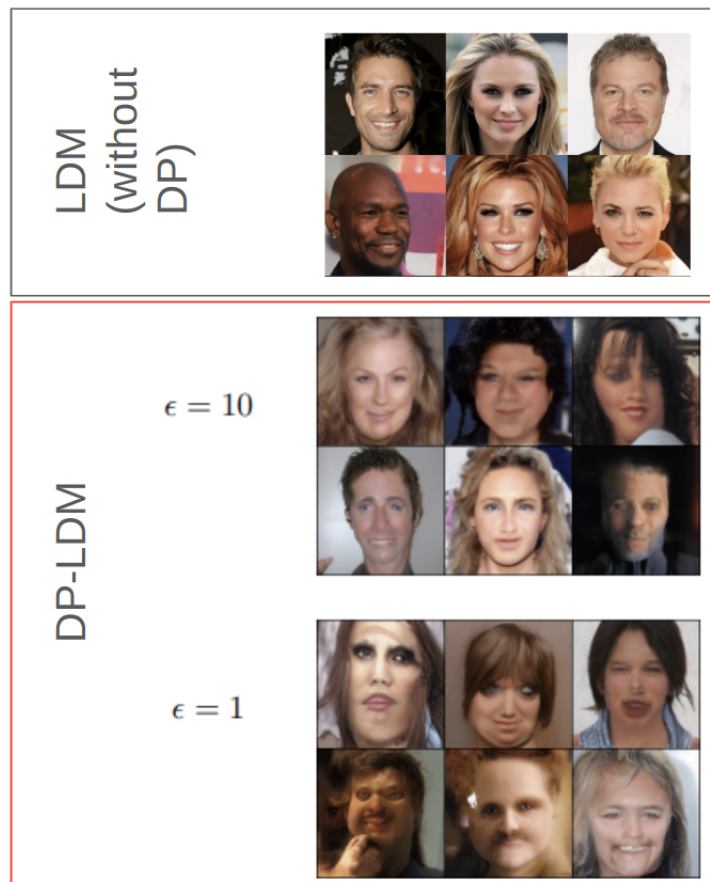 LDM
(without
DP)
DP-LDM
ϵ = 10
ϵ = 1